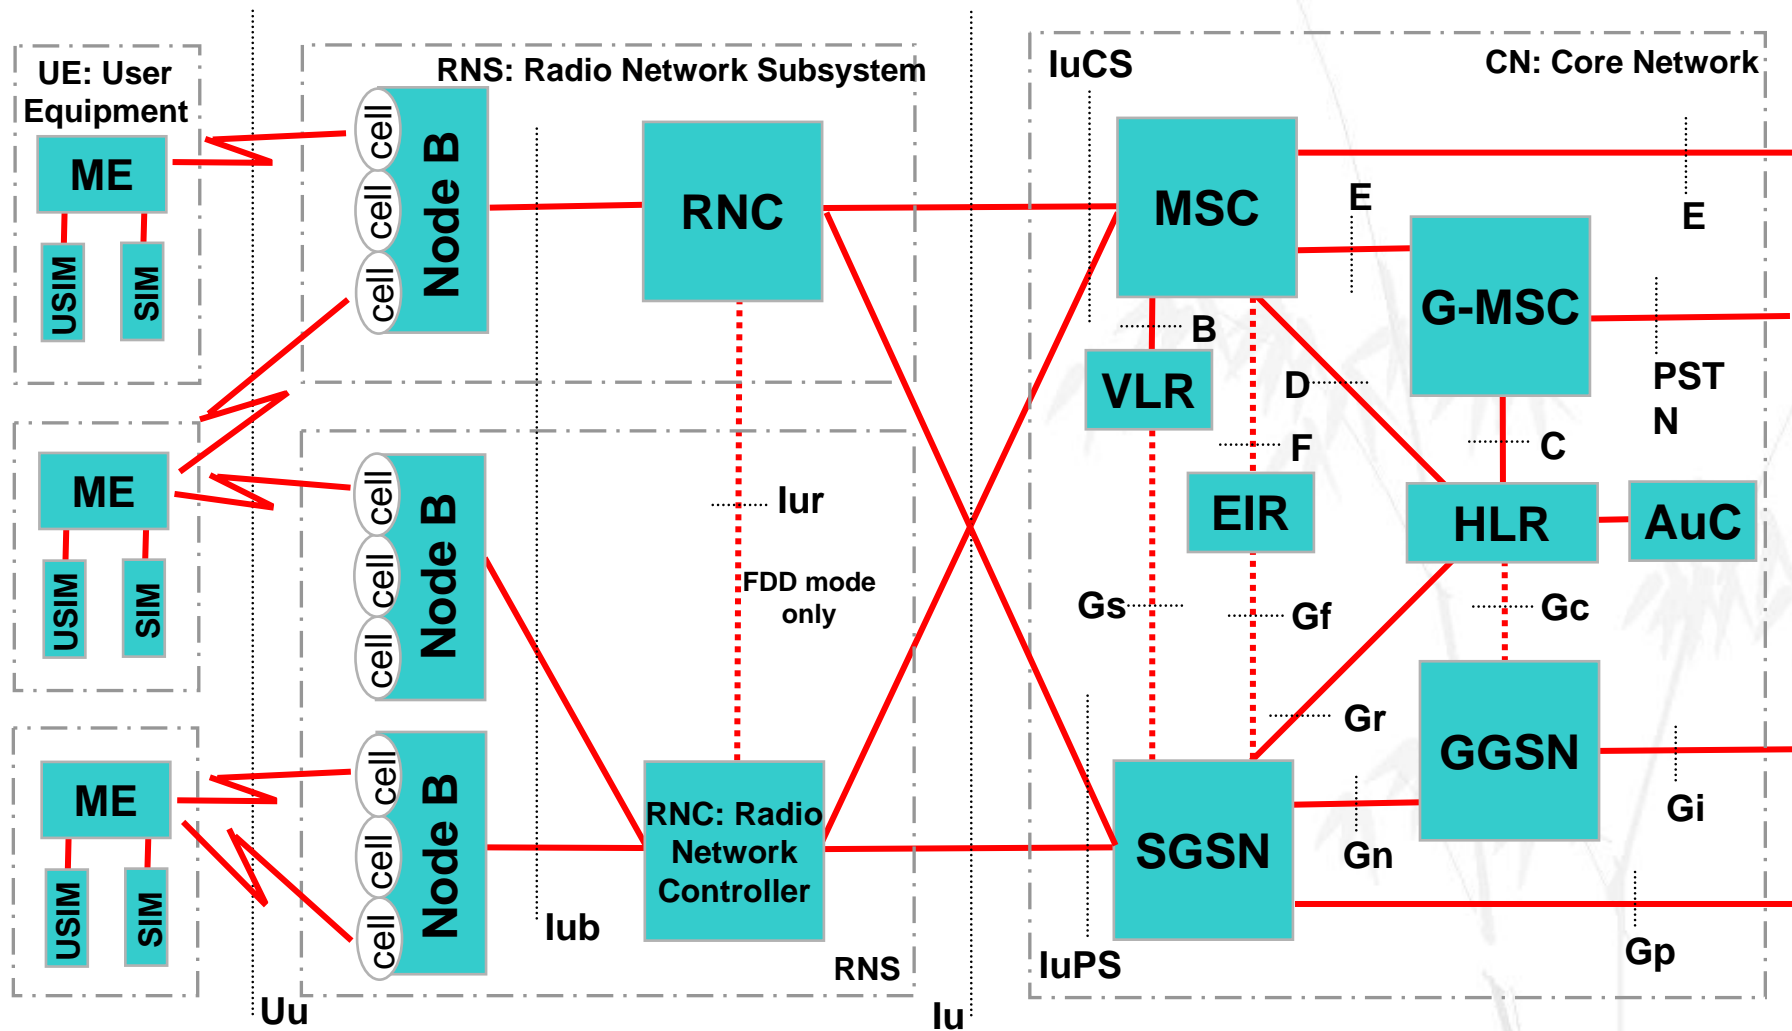 UE: User
Equipment
ME
USIM
SIM
ME
USIM
SIM
ME
USIM
SIM
Uu
RNS: Radio Network Subsystem
cell
cell
cell
Node B
RNC
cell
cell
cell
Node B
cell
cell
cell
Node B
Iub
Iur
FDD mode
only
RNC: Radio
Network
Controller
RNS
Iu
IuCS
CN: Core Network
MSC
E
E
G-MSC
B
VLR
D
F
PST
N
C
EIR
HLR
AuC
Gs
Gf
Gc
Gr
GGSN
SGSN
Gn
Gi
Gp
IuPS